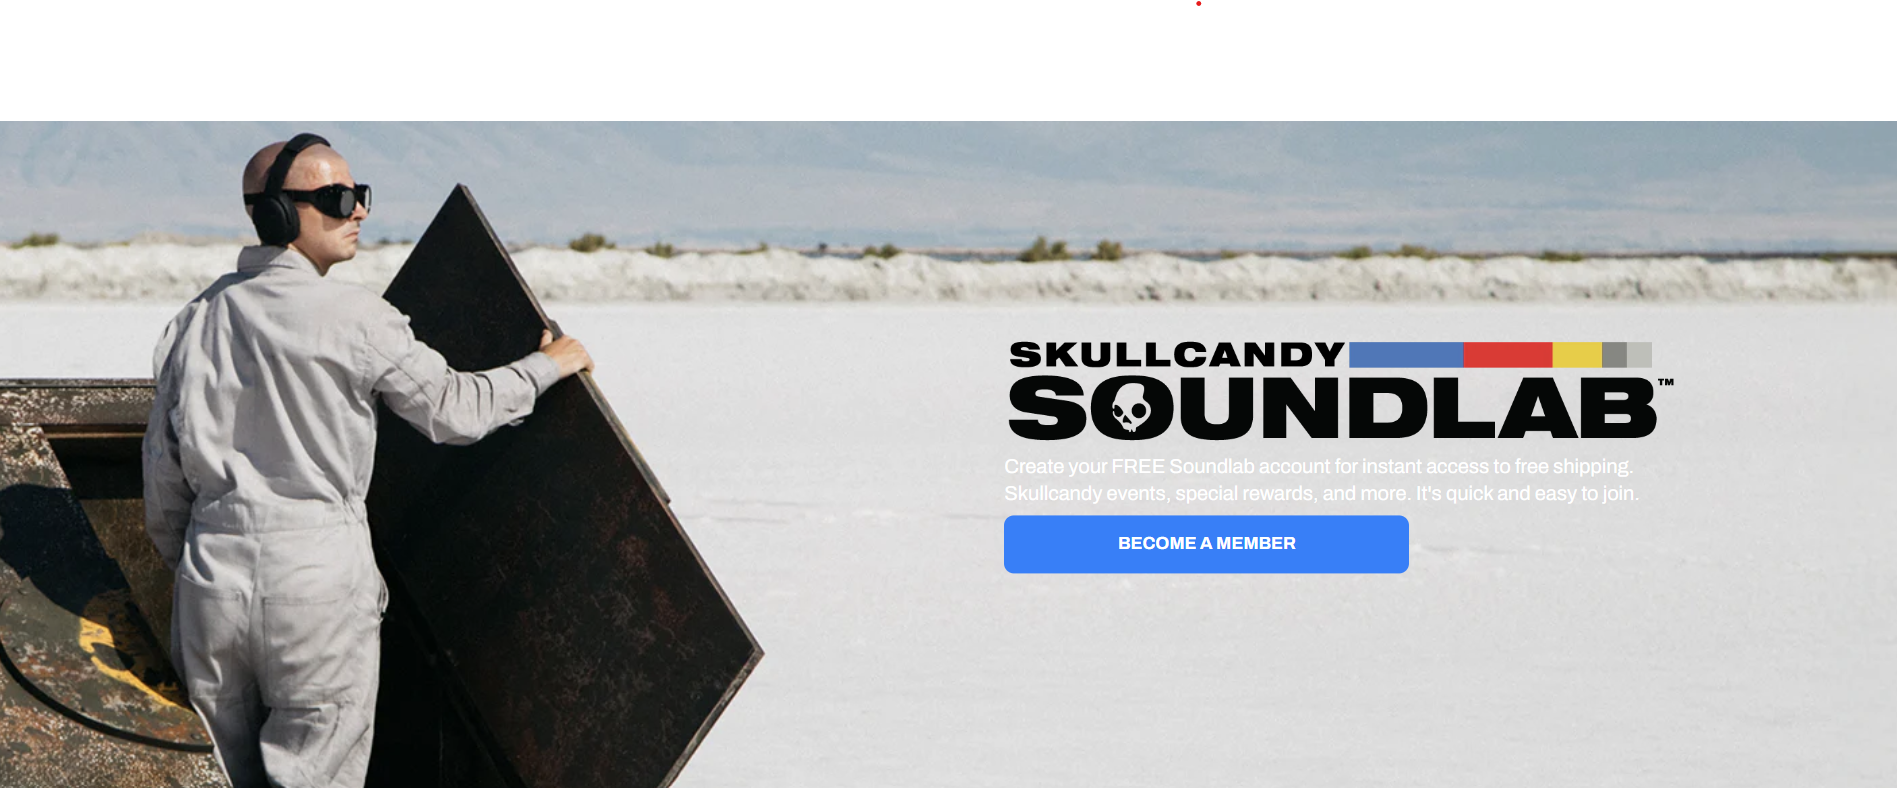 SKULLCANDY
SOUNDLAB™
Create your FREE Soundlab account for instant access to free shipping.
Skullcandy events, special rewards, and more. It's quick and easy to join.
BECOME A MEMBER